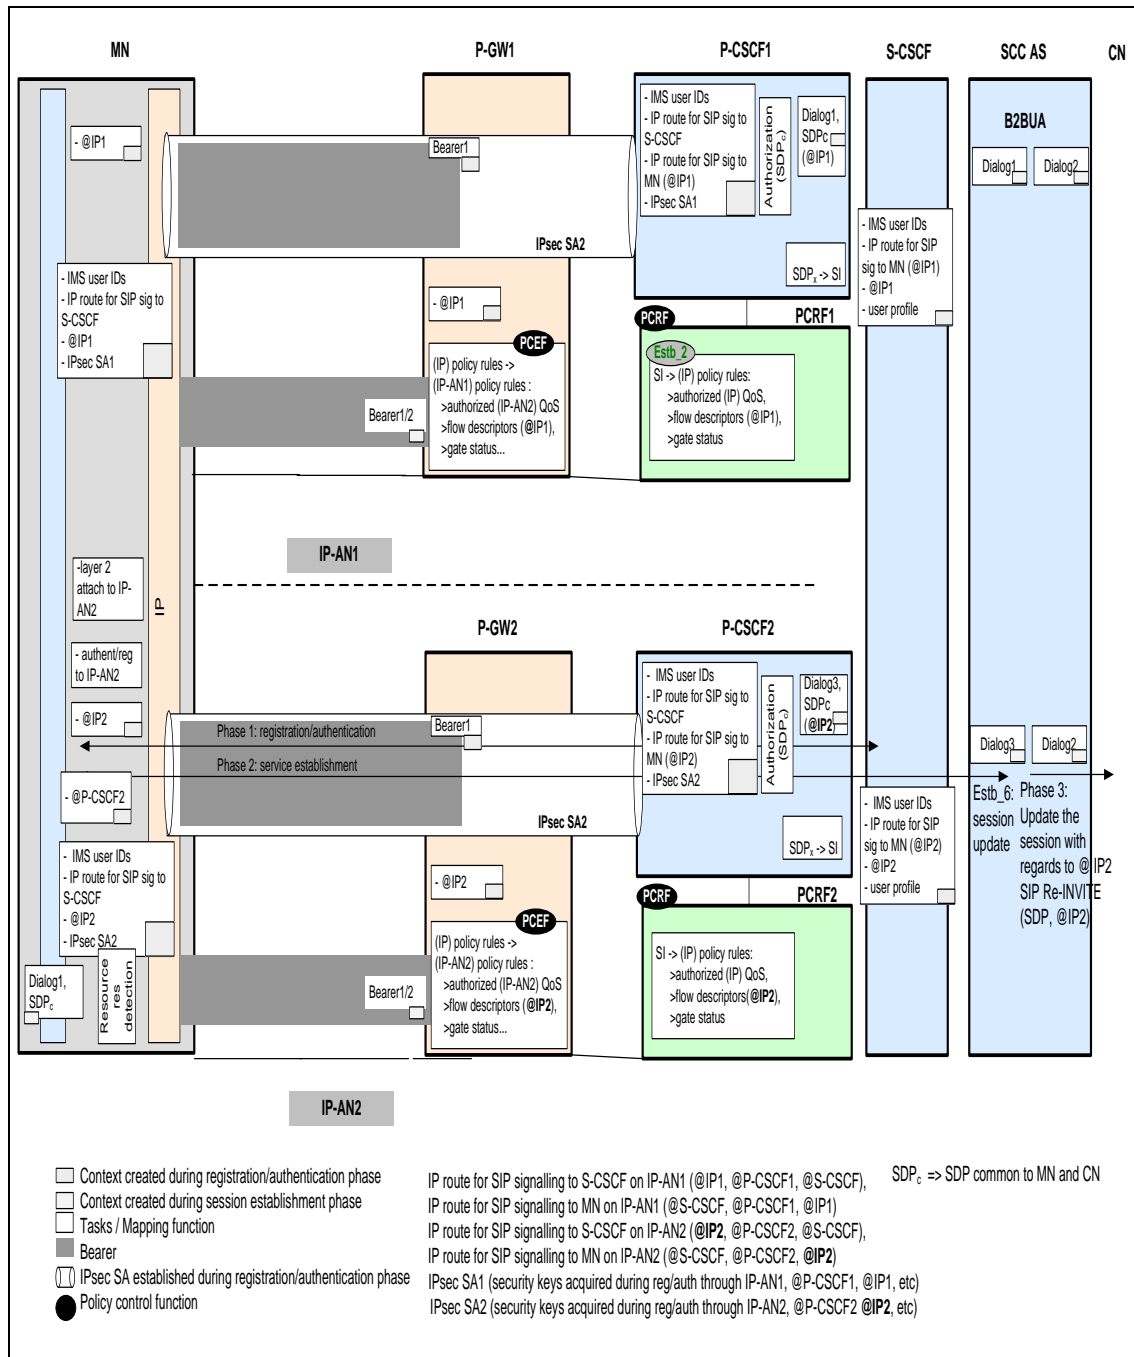 MN
P-GW1
P-CSCF1
S-CSCF
SCC AS
CN
- @IP1
Bearer1
IPsec SA2
- IMS user IDs
- IP route for SIP sig to
S-CSCF
- IP route for SIP sig to
MN (@IP1)
- IPsec SA1
Authorization
(SDPc)
Dialog1,
SDPc
(@IP1)
SDPx -> SI
B2BUA
Dialog1
Dialog2
- IMS user IDs
- IP route for SIP
sig to MN (@IP1)
- @IP1
- user profile
- IMS user IDs
- IP route for SIP sig to
S-CSCF
- @IP1
- IPsec SA1
- @IP1
PCEF
(IP) policy rules ->
(IP-AN1) policy rules :
>authorized (IP-AN2) QoS
>flow descriptors (@IP1),
>gate status...
Bearer1/2
PCRF
PCRF1
Estb_2
SI -> (IP) policy rules:
>authorized (IP) QoS,
>flow descriptors (@IP1),
>gate status
IP-AN1
-layer 2
attach to IP-
AN2
IP
- authent/reg
to IP-AN2
- @IP2
P-GW2
P-CSCF2
Phase 1: registration/authentication
Phase 2: service establishment
Bearer1
IPsec SA2
- IMS user IDs
- IP route for SIP sig to
S-CSCF
- IP route for SIP sig to
MN (@IP2)
- IPsec SA2
Authorization
(SDPc)
Dialog3,
SDPc
(@IP2)
SDPx -> SI
Dialog3
Dialog2
Estb_6:
session
update
Phase 3:
Update the
session with
regards to @ IP2
SIP Re-INVITE
(SDP, @IP2)
- @P-CSCF2
- IMS user IDs
- IP route for SIP
sig to MN (@IP2)
- @IP2
- user profile
- IMS user IDs
- IP route for SIP sig to
S-CSCF
- @IP2
- IPsec SA2
- @IP2
PCEF
(IP) policy rules ->
(IP-AN2) policy rules :
>authorized (IP-AN2) QoS
>flow descriptors (@IP2),
>gate status...
Bearer1/2
PCRF
PCRF2
SI -> (IP) policy rules:
>authorized (IP) QoS,
>flow descriptors(@IP2),
>gate status
Dialog1,
SDPc
Resource
res
detection
IP-AN2
Context created during registration/authentication phase
Context created during session establishment phase
Tasks / Mapping function
Bearer
IPsec SA established during registration/authentication phase
Policy control function
IP route for SIP signalling to S-CSCF on IP-AN1 (@IP1, @P-CSCF1, @S-CSCF),
IP route for SIP signalling to MN on IP-AN1 (@S-CSCF, @P-CSCF1, @IP1)
IP route for SIP signalling to S-CSCF on IP-AN2 (@IP2, @P-CSCF2, @S-CSCF),
IP route for SIP signalling to MN on IP-AN2 (@S-CSCF, @P-CSCF2, @IP2)
IPsec SA1 (security keys acquired during reg/auth through IP-AN1, @P-CSCF1, @IP1, etc)
IPsec SA2 (security keys acquired during reg/auth through IP-AN2, @P-CSCF2 @IP2, etc)
SDPc => SDP common to MN and CN